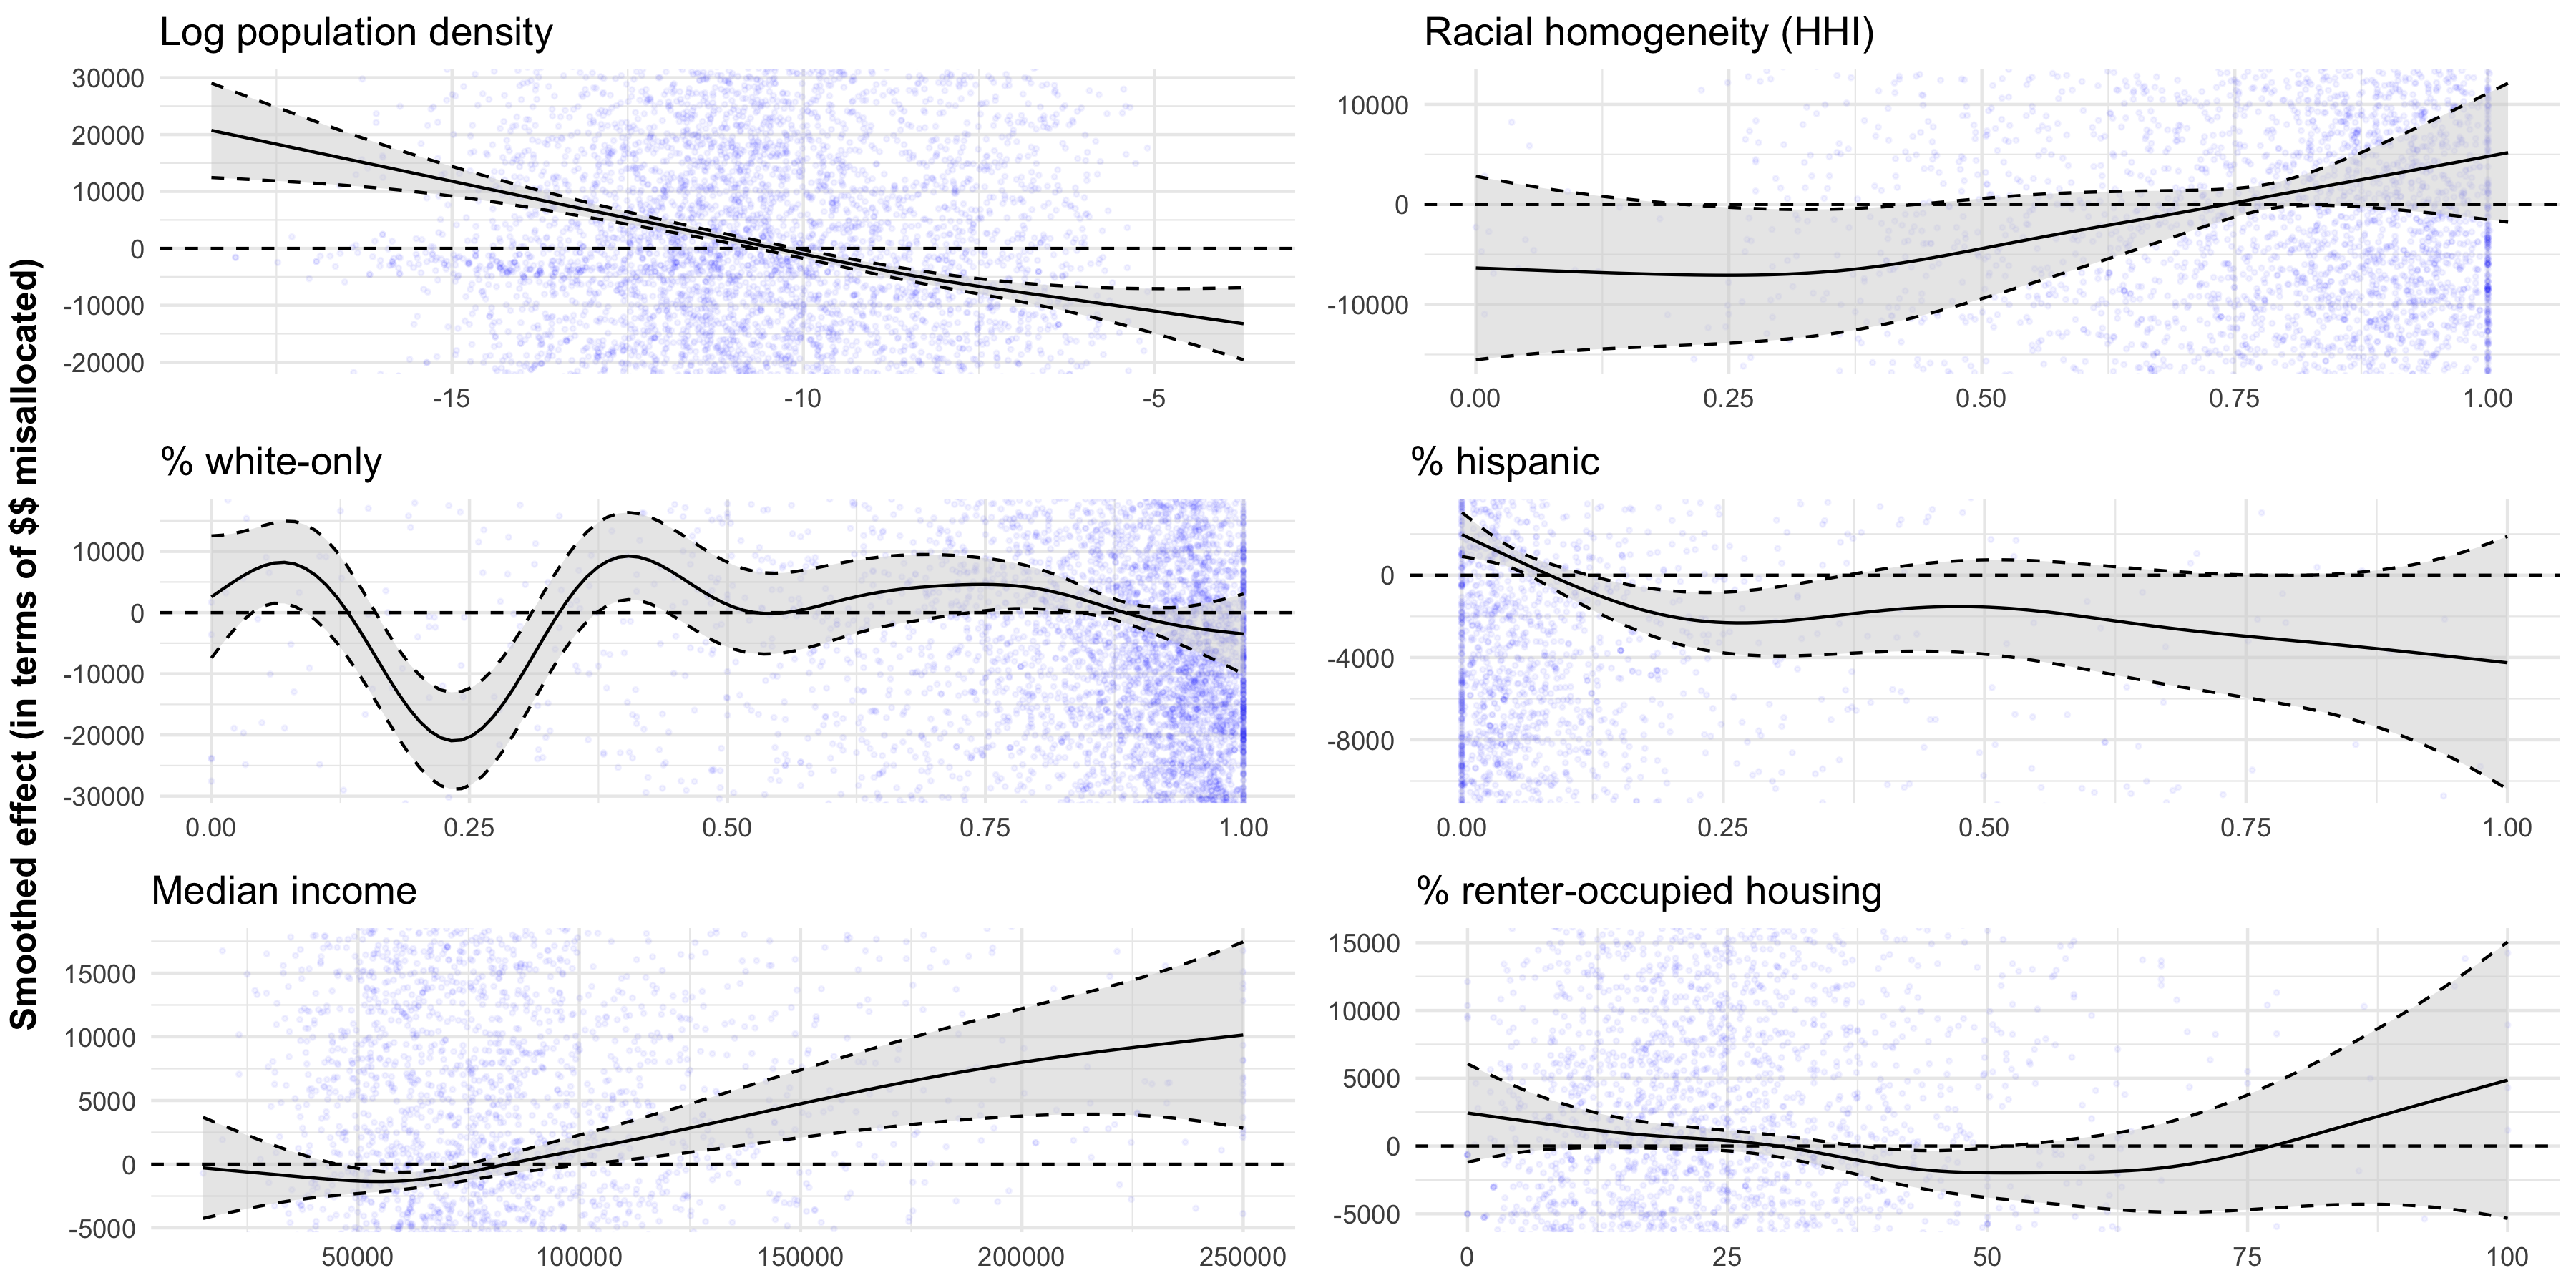 Smoothed effect (in terms of $$ misallocated)
Log population density
30000
20000
10000
0
-10000
-20000
-15 -10 -5
Racial homogeneity (HHI)
10000
0
-10000
0.00 0.25 0.50 0.75 1.00
% white-only
10000
0
-10000
-20000
-30000
0.00 0.25 0.50 0.75 1.00
% hispanic
0
-4000
-8000
0.00 0.25 0.50 0.75 1.00
Median income
15000
10000
5000
0
-5000
50000 100000 150000 200000 250000
% renter-occupied housing
15000
10000
5000
0
-5000
0 25 50 75 100